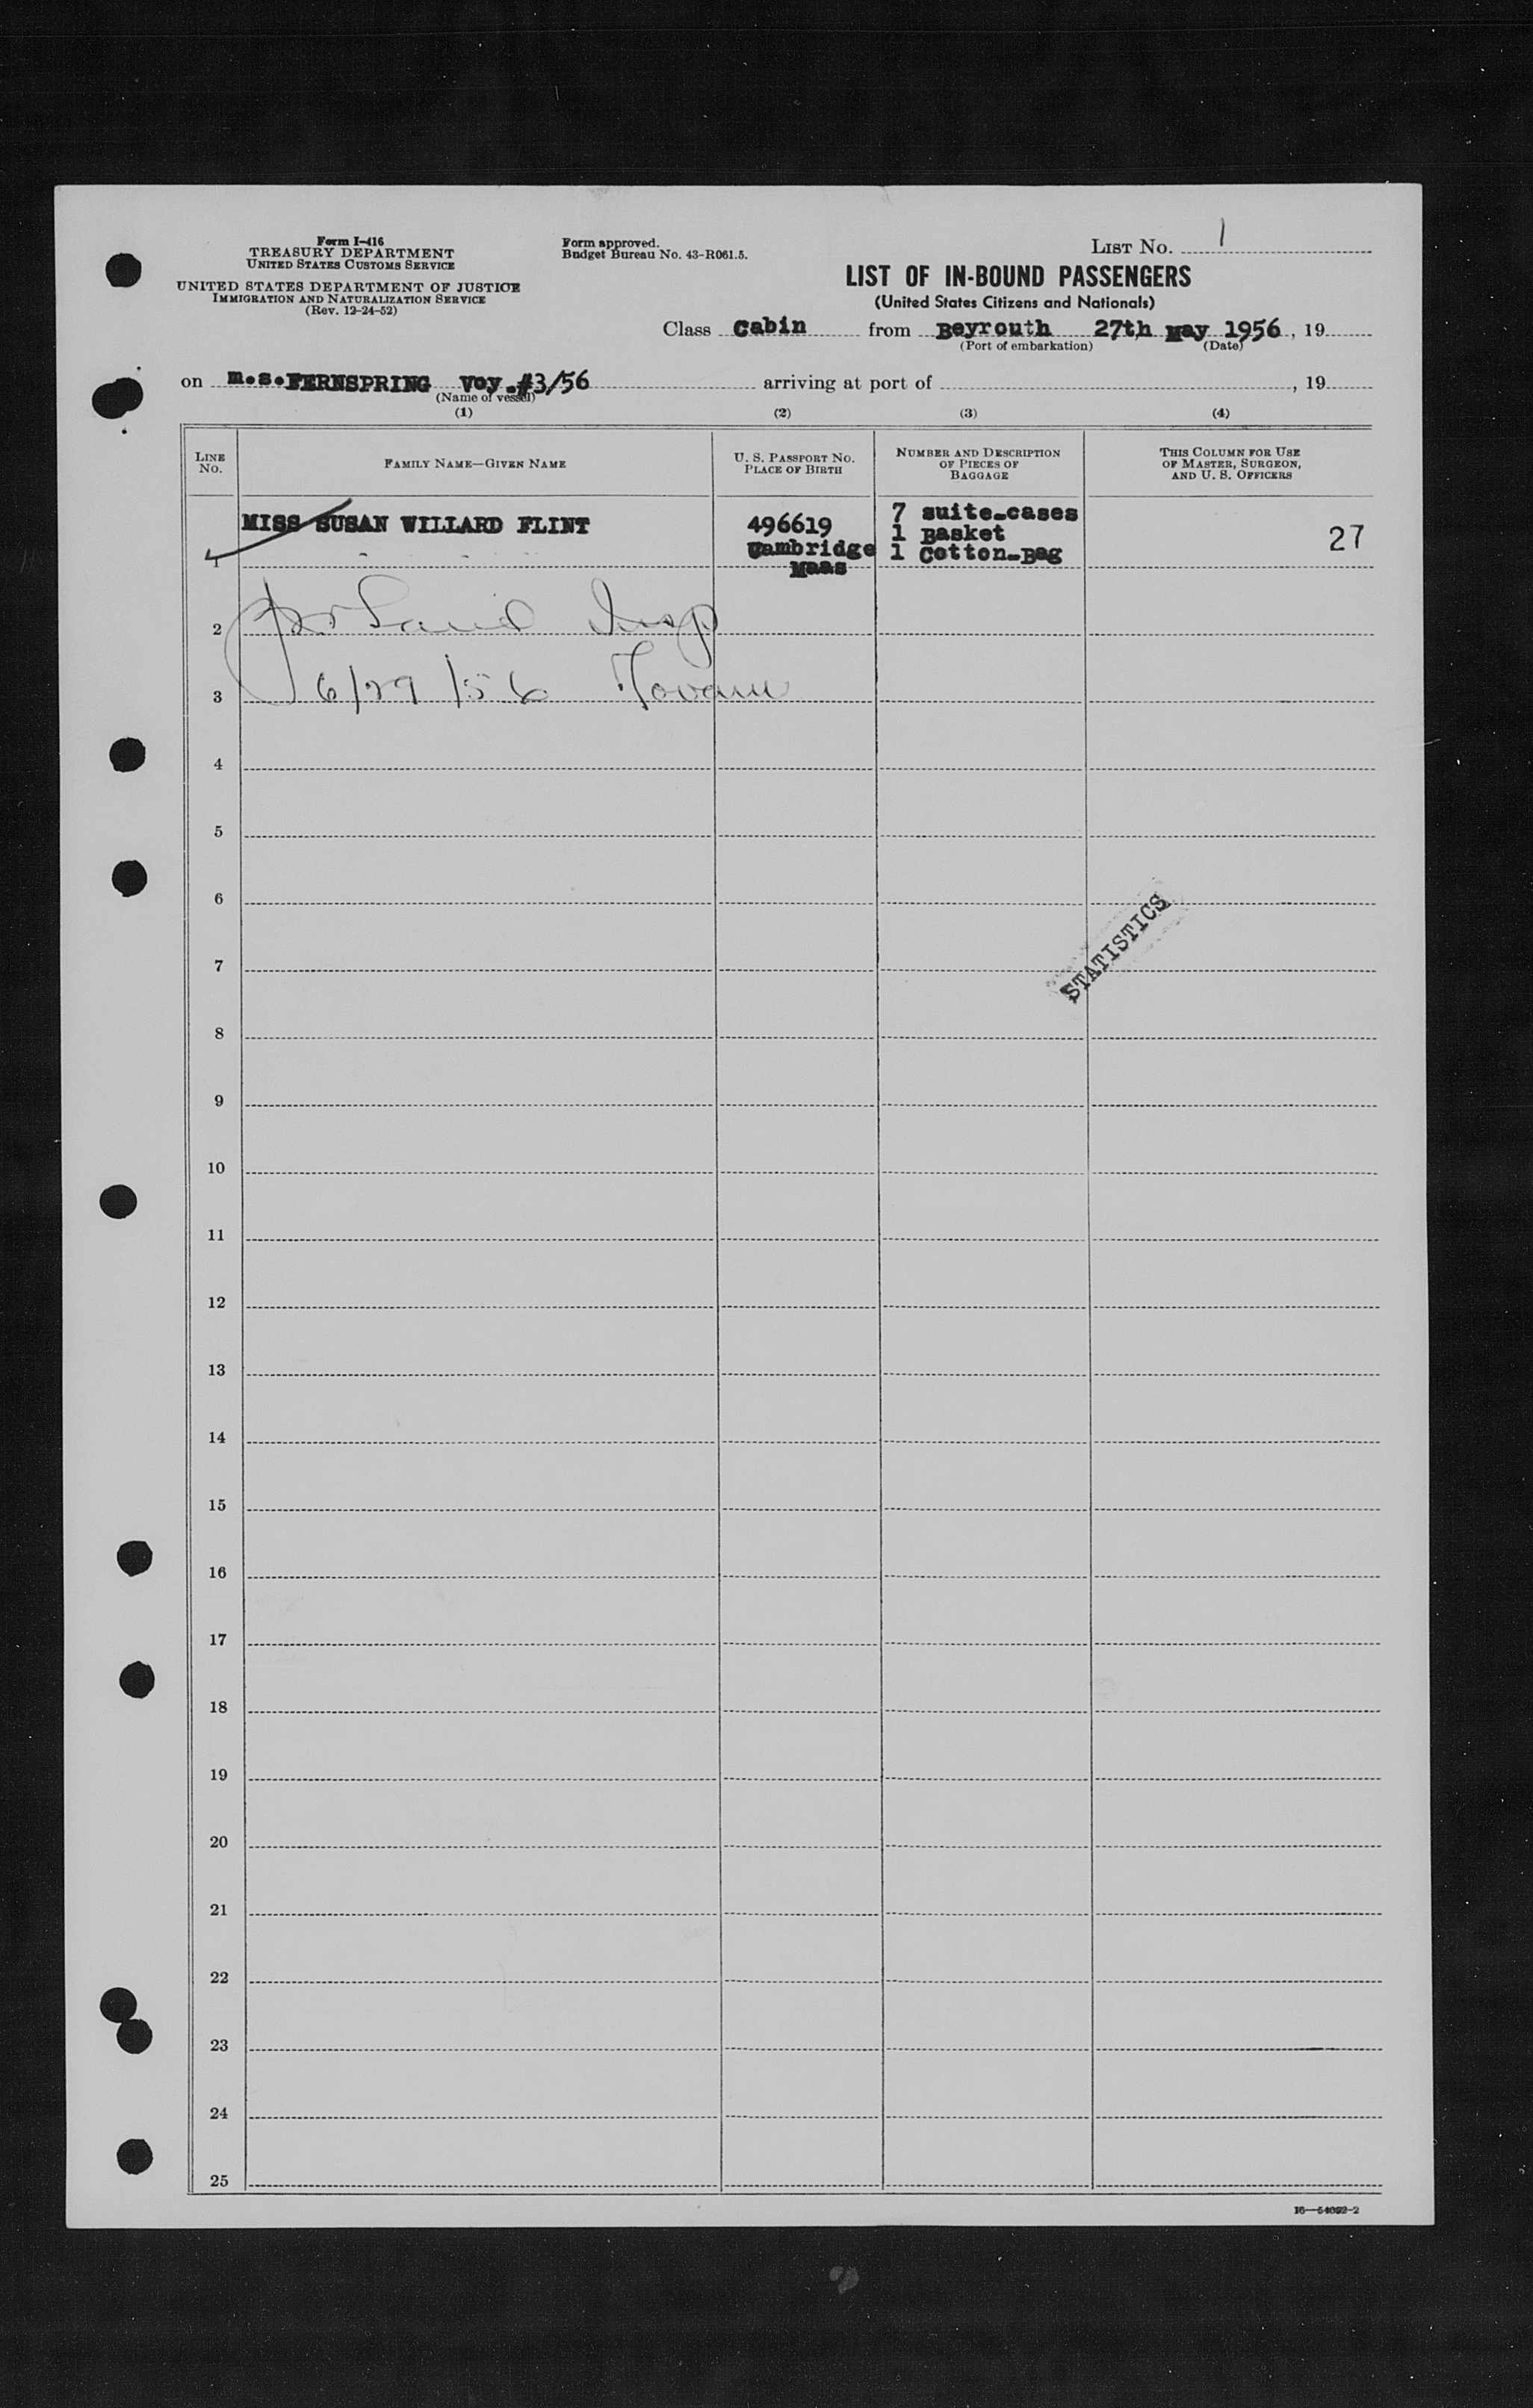 Form I-416
TREASURY DEPARTMENT
UNITED STATES CUSTOMS SERVICE
UNITED STATES DEPARTMENT OF JUSTICE
IMMIGRATION AND NATURALIZATION SERVICE
(Rev. 12-24-52)
Form approved.
Budget Bureau No. 43-R061.5.
LIST NO. 1
LIST OF IN-BOUND PASSENGERS
(United States Citizens and Nationals)
Class Cabin from Beyrouth 27th May 1956, 19
(Port of embarkation) (Date)
on m.s.FERNSPRING Voy.#3/56 arriving at port of , 19
(Name of vessel)
(1) (2) (3) (4)
LINE NO. FAMILY NAME—GIVEN NAME U. S. PASSPORT NO. PLACE OF BIRTH NUMBER AND DESCRIPTION OF PIECES OF BAGGAGE THIS COLUMN FOR USE OF MASTER, SURGEON, AND U. S. OFFICERS
MISS SUSAN WILLARD FLINT 496619 7 suite-cases 27
Cambridge 1 Basket
1 Maas 1 Cotton-Bag
2 Insp
3 6/29/56
4
5
6
STATISTICS
7
8
9
10
11
12
13
14
15
16
17
18
19
20
21
22
23
24
25